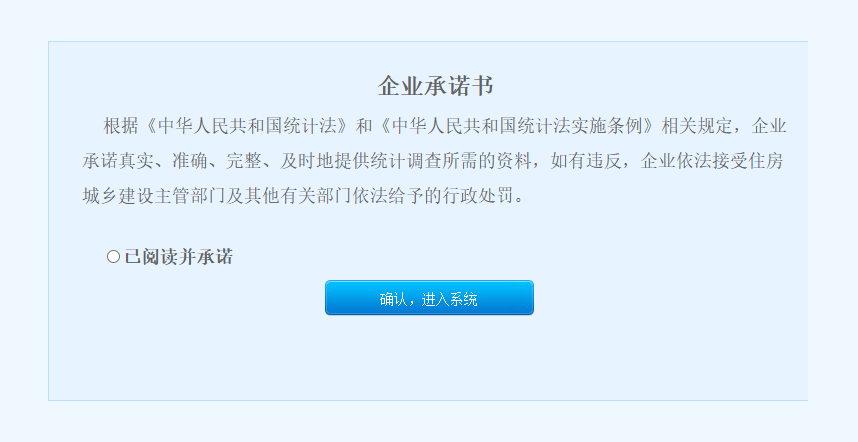 企业承诺书
根据《中华人民共和国统计法》和《中华人民共和国统计法实施条例》相关规定，企业
承诺真实、准确、完整、及时地提供统计调查所需的资料，如有违反，企业依法接受住房
城乡建设主管部门及其他有关部门依法给予的行政处罚。
已阅读并承诺
确认，进入系统